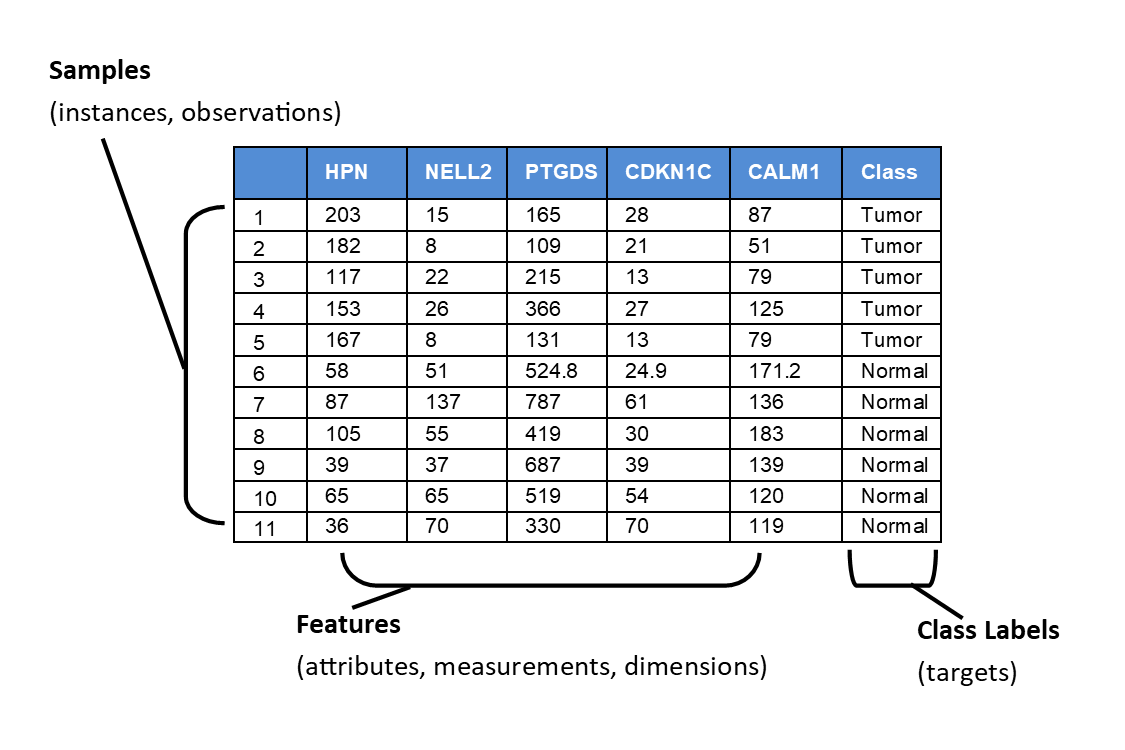 Samples
(instances, observations)
HPN NELL2 PTGDS CDKN1C CALM1 Class
1 203 15 165 28 87 Tumor
2 182 8 109 21 51 Tumor
3 117 22 215 13 79 Tumor
4 153 26 366 27 125 Tumor
5 167 8 131 13 79 Tumor
6 58 51 524.8 24.9 171.2 Normal
7 87 137 787 61 136 Normal
8 105 55 419 30 183 Normal
9 39 37 687 39 139 Normal
10 65 65 519 54 120 Normal
11 36 70 330 70 119 Normal
Features
(attributes, measurements, dimensions)
Class Labels
(targets)